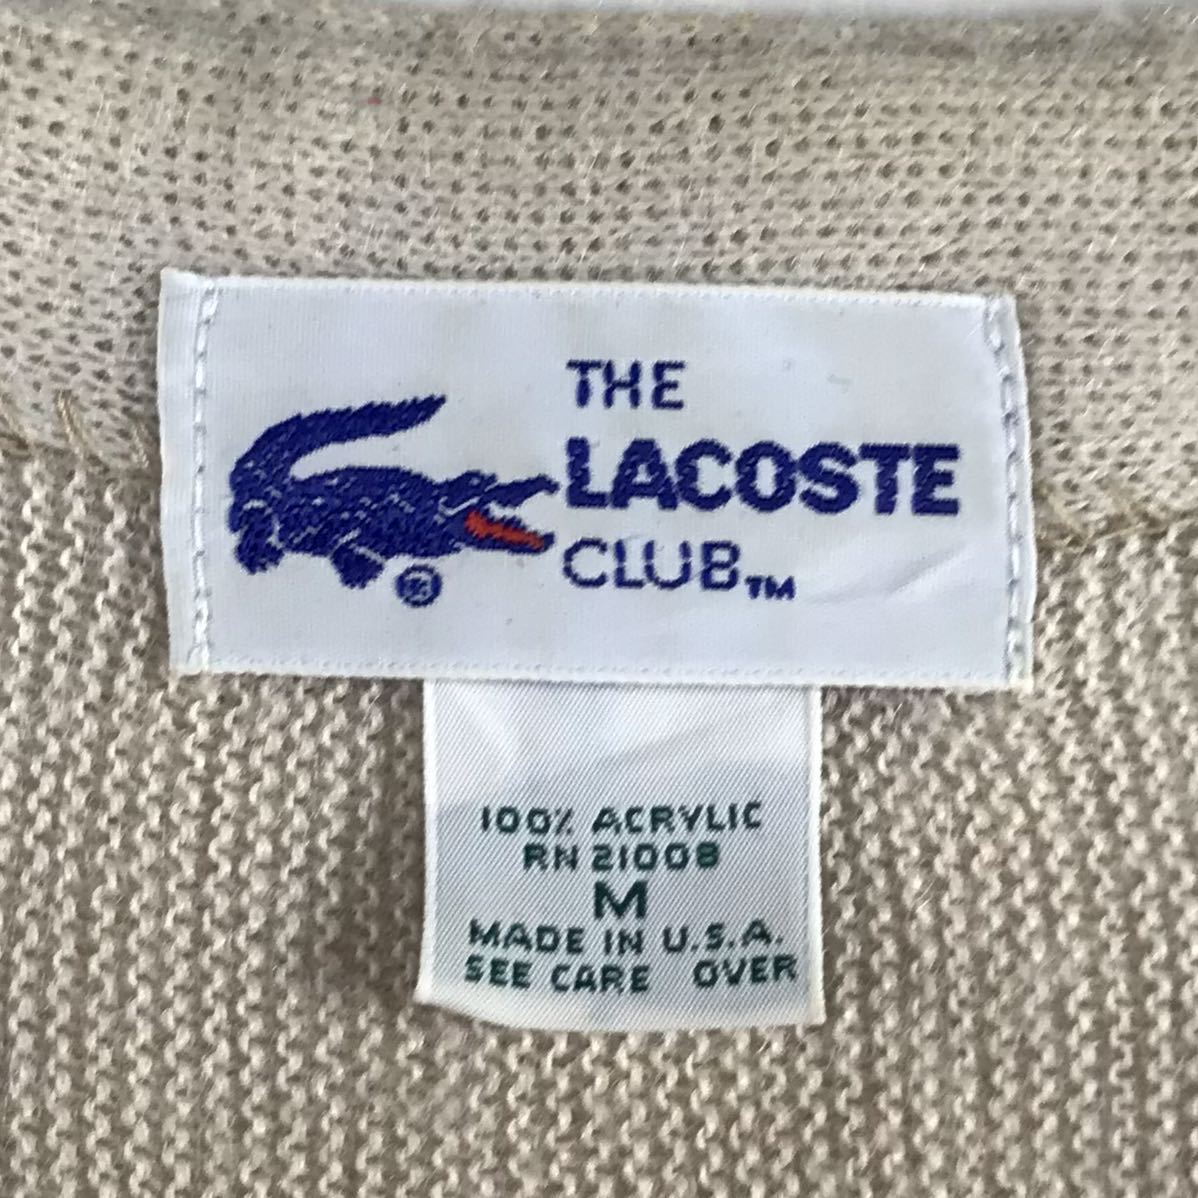 THE
LACOSTE
CLUB™
®
100% ACRYLIC
RN 21008
M
MADE IN U.S.A.
SEE CARE OVER